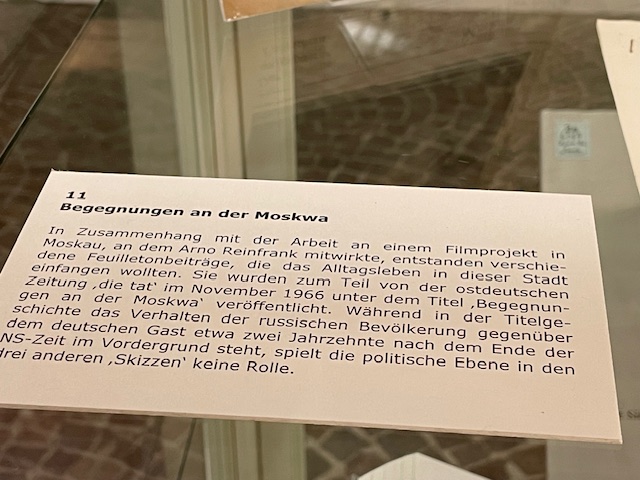 11
Begegnungen an der Moskwa
In Zusammenhang mit der Arbeit an einem Filmprojekt in
Moskau, an dem Arno Reinfrank mitwirkte, entstanden verschie-
dene Feuilletonbeiträge, die das Alltagsleben in dieser Stadt
einfangen wollten. Sie wurden zum Teil von der ostdeutschen
Zeitung ‚die tat‘ im November 1966 unter dem Titel ‚Begegnun-
gen an der Moskwa‘ veröffentlicht. Während in der Titelge-
schichte das Verhalten der russischen Bevölkerung gegenüber
dem deutschen Gast etwa zwei Jahrzehnte nach dem Ende der
NS-Zeit im Vordergrund steht, spielt die politische Ebene in den
drei anderen ‚Skizzen‘ keine Rolle.